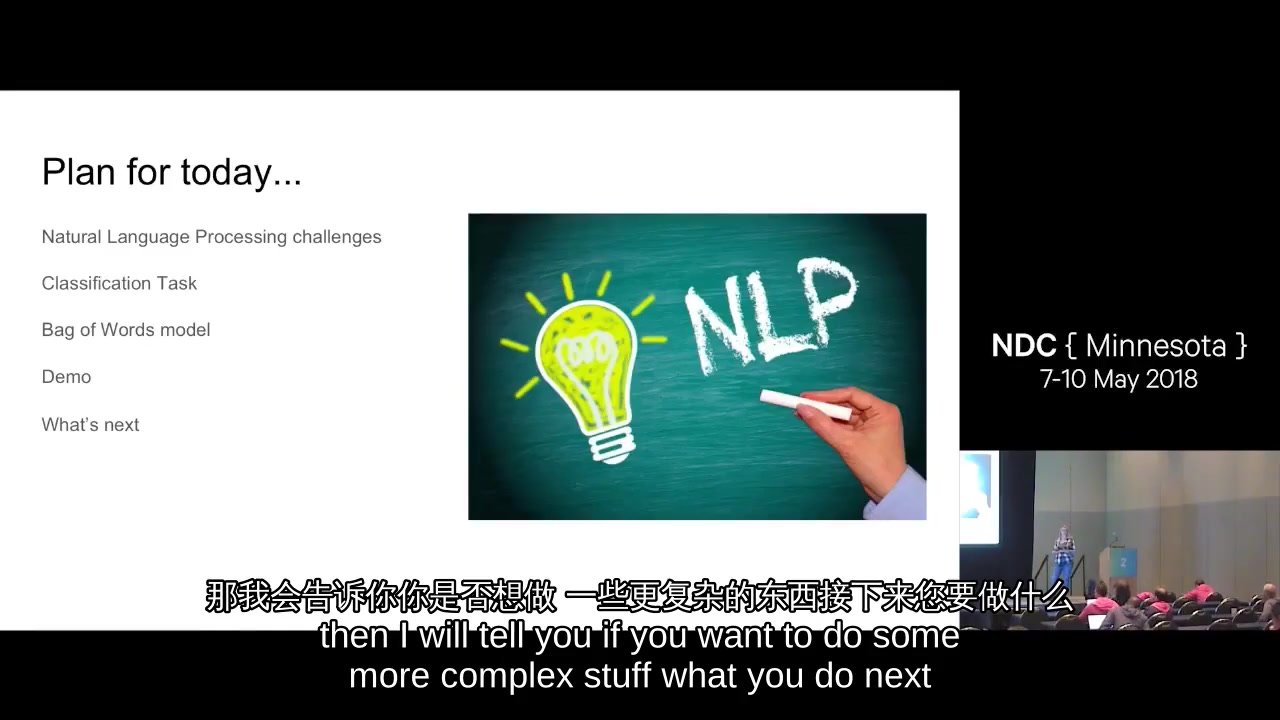 Plan for today...
Natural Language Processing challenges
Classification Task
Bag of Words model
Demo
What's next
NLP
NDC { Minnesota }
7-10 May 2018
2
那我会告诉你你是否想做 一些更复杂的东西接下来您要做什么
then I will tell you if you want to do some
more complex stuff what you do next